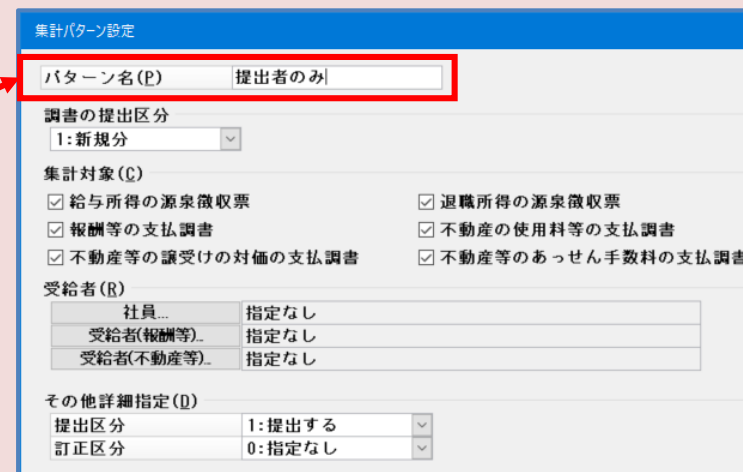 集計パターン設定
パターン名(P) 提出者のみ
調書の提出区分
1:新規分
集計対象(C)
給与所得の源泉徴収票 退職所得の源泉徴収票
報酬等の支払調書 不動産の使用料等の支払調書
不動産等の譲受けの対価の支払調書 不動産等のあっせん手数料の支払調書
受給者(R)
社員... 指定なし
受給者(報酬等)... 指定なし
受給者(不動産等)... 指定なし
その他詳細指定(D)
提出区分 1:提出する
訂正区分 0:指定なし